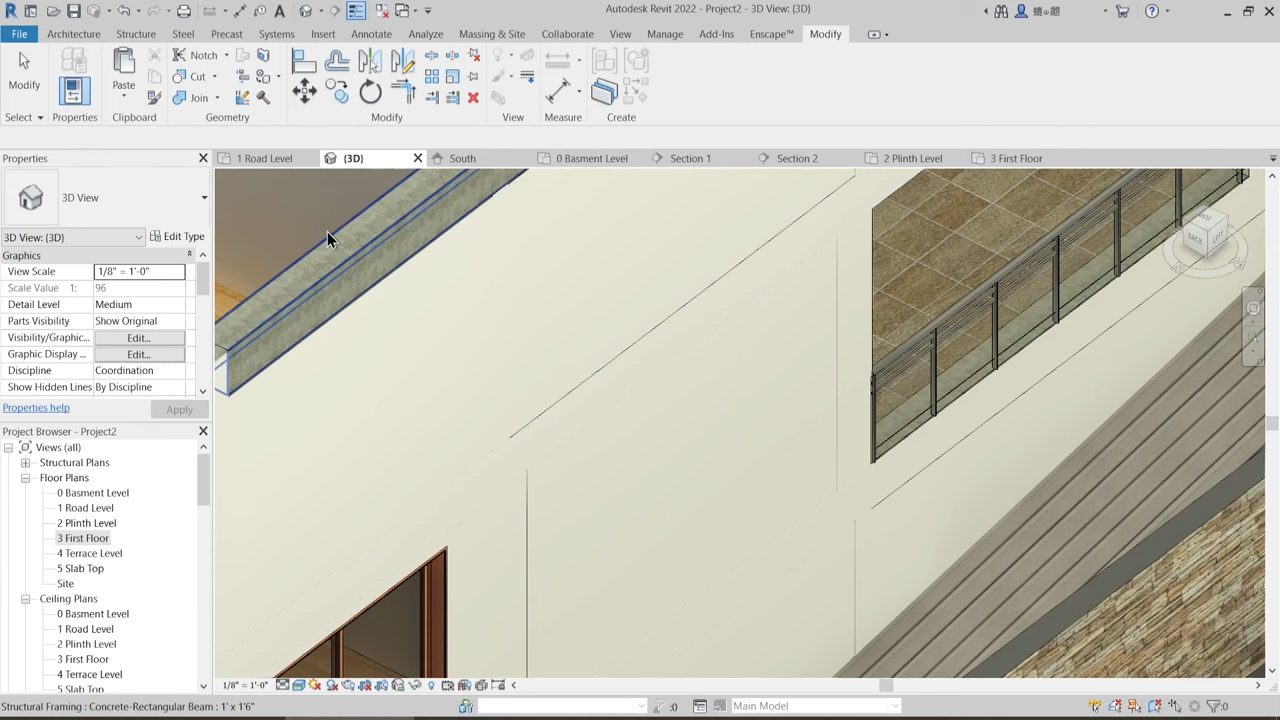 Autodesk Revit 2022 - Project2 - 3D View: {3D}
File Architecture Structure Steel Precast Systems Insert Annotate Analyze Massing & Site Collaborate View Manage Add-Ins Enscape™ Modify
Notch
Cut
Join
Modify
Paste
Select Properties Clipboard Geometry Modify View Measure Create
Properties
1 Road Level {3D} South 0 Basment Level Section 1 Section 2 2 Plinth Level 3 First Floor
3D View
3D View: {3D} Edit Type
Graphics
View Scale 1/8" = 1'-0"
Scale Value 1: 96
Detail Level Medium
Parts Visibility Show Original
Visibility/Graphic... Edit...
Graphic Display ... Edit...
Discipline Coordination
Show Hidden Lines By Discipline
Properties help Apply
Project Browser - Project2
Views (all)
Structural Plans
Floor Plans
0 Basment Level
1 Road Level
2 Plinth Level
3 First Floor
4 Terrace Level
5 Slab Top
Site
Ceiling Plans
0 Basment Level
1 Road Level
2 Plinth Level
3 First Floor
4 Terrace Level
5 Slab Top
BACK LEFT
1/8" = 1'-0"
Structural Framing : Concrete-Rectangular Beam : 1' x 1'6" :0 Main Model :0